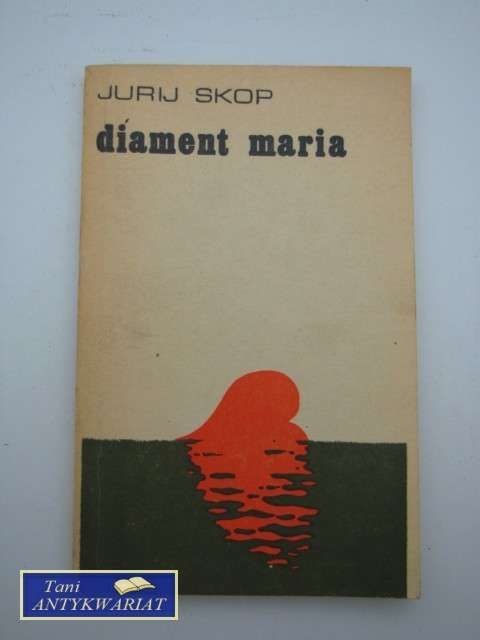 JURIJ SKOP
diament maria
Tani
ANTYKWARIAT